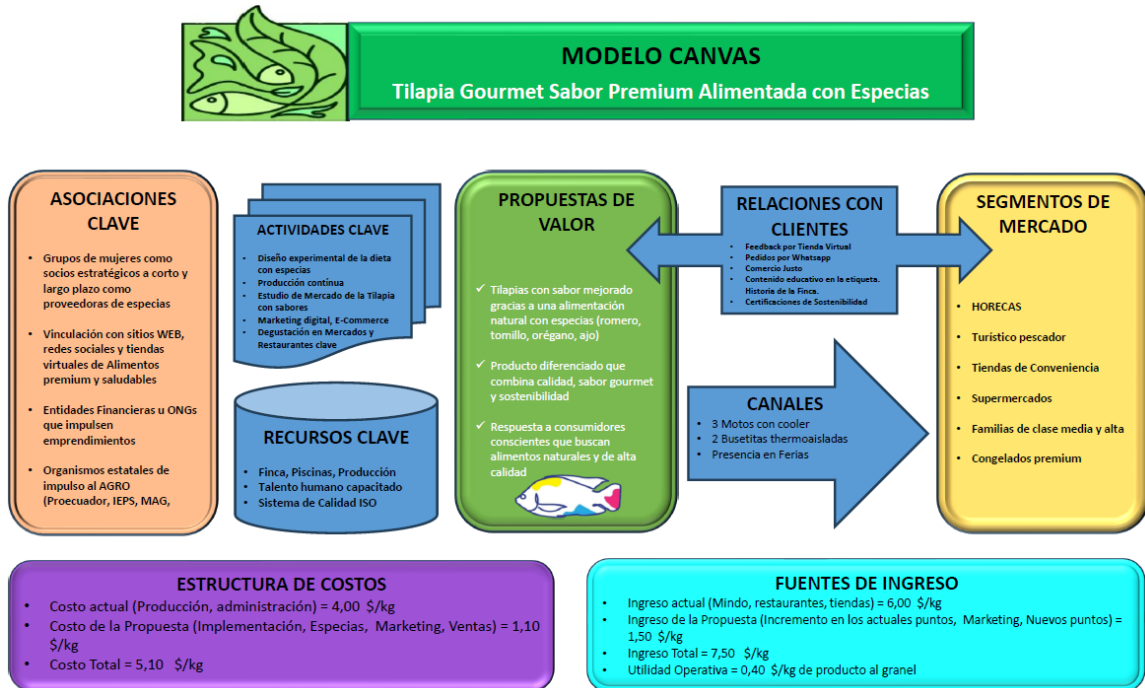 MODELO CANVAS
Tilapia Gourmet Sabor Premium Alimentada con Especias
ASOCIACIONES
CLAVE
• Grupos de mujeres como
socios estratégicos a corto y
largo plazo como
proveedoras de especias
• Vinculación con sitios WEB,
redes sociales y tiendas
virtuales de Alimentos
premium y saludables
• Entidades Financieras u ONGs
que impulsen
emprendimientos
• Organismos estatales de
impulso al AGRO
(Proecuador, IEPS, MAG,
ACTIVIDADES CLAVE
• Diseño experimental de la dieta
con especias
• Producción continua
• Estudio de Mercado de la Tilapia
con sabores
• Marketing digital, E-Commerce
• Degustación en Mercados y
Restaurantes clave
RECURSOS CLAVE
• Finca, Piscinas, Producción
• Talento humano capacitado
• Sistema de Calidad ISO
PROPUESTAS DE
VALOR
✓ Tilapias con sabor mejorado
gracias a una alimentación
natural con especias (romero,
tomillo, orégano, ajo)
✓ Producto diferenciado que
combina calidad, sabor gourmet
y sostenibilidad
✓ Respuesta a consumidores
conscientes que buscan
alimentos naturales y de alta
calidad
RELACIONES CON
CLIENTES
• Feedback por Tienda Virtual
• Pedidos por Whatsapp
• Comercio Justo
• Contenido educativo en la etiqueta.
Historia de la Finca.
• Certificaciones de Sostenibilidad
CANALES
• 3 Motos con cooler
• 2 Busetitas thermoaisladas
• Presencia en Ferias
SEGMENTOS DE
MERCADO
• HORECAS
• Turístico pescador
• Tiendas de Conveniencia
• Supermercados
• Familias de clase media y alta
• Congelados premium
ESTRUCTURA DE COSTOS
• Costo actual (Producción, administración) = 4,00 $/kg
• Costo de la Propuesta (Implementación, Especias, Marketing, Ventas) = 1,10
$/kg
• Costo Total = 5,10 $/kg
FUENTES DE INGRESO
• Ingreso actual (Mindo, restaurantes, tiendas) = 6,00 $/kg
• Ingreso de la Propuesta (Incremento en los actuales puntos, Marketing, Nuevos puntos) =
1,50 $/kg
• Ingreso Total = 7,50 $/kg
• Utilidad Operativa = 0,40 $/kg de producto al granel